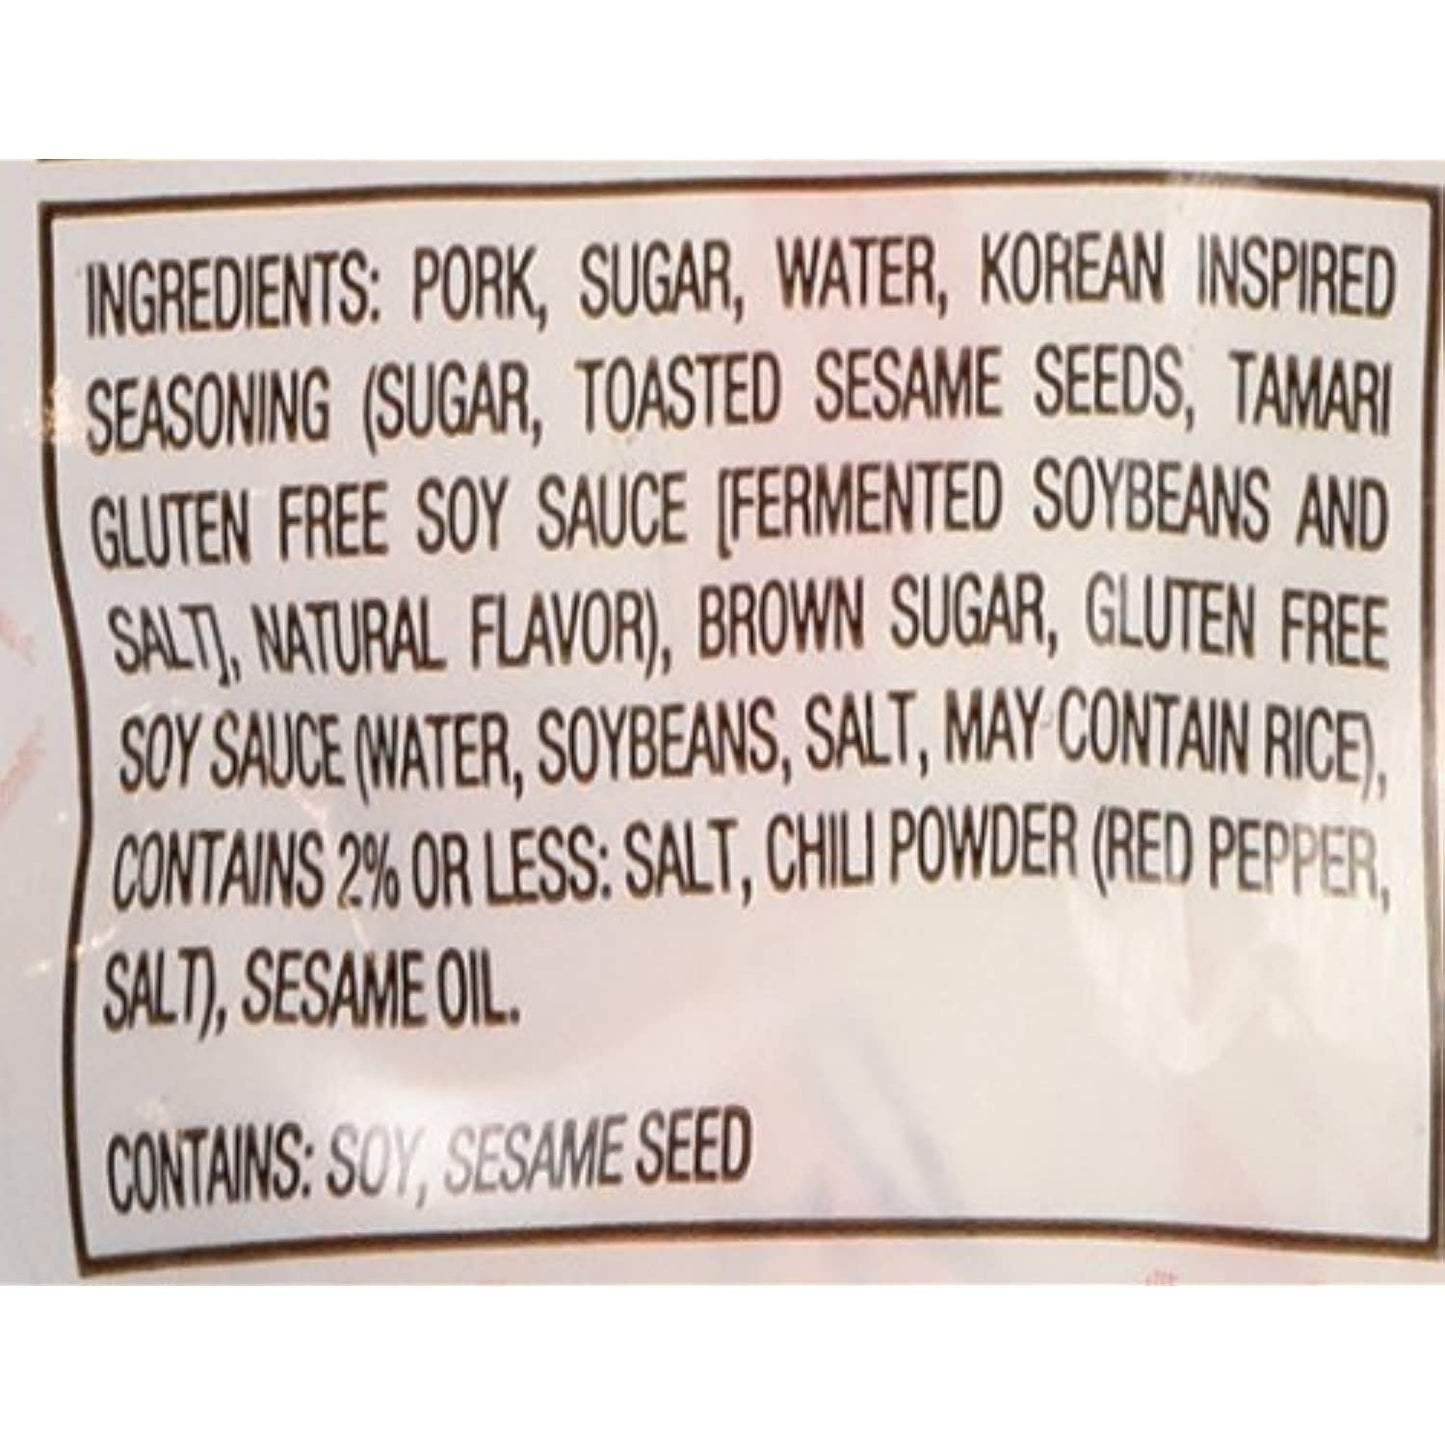 INGREDIENTS: PORK, SUGAR, WATER, KOREAN INSPIRED
SEASONING (SUGAR, TOASTED SESAME SEEDS, TAMARI
GLUTEN FREE SOY SAUCE [FERMENTED SOYBEANS AND
SALT], NATURAL FLAVOR), BROWN SUGAR, GLUTEN FREE
SOY SAUCE (WATER, SOYBEANS, SALT, MAY CONTAIN RICE),
CONTAINS 2% OR LESS: SALT, CHILI POWDER (RED PEPPER,
SALT), SESAME OIL.
CONTAINS: SOY, SESAME SEED